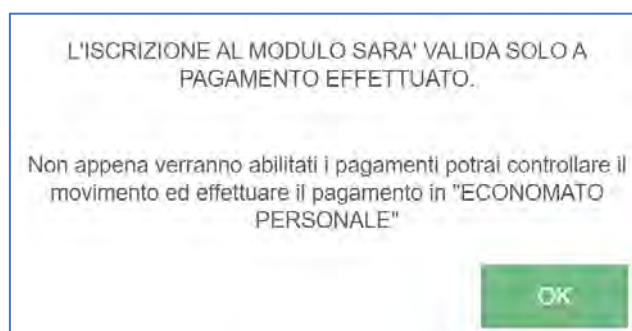 L'ISCRIZIONE AL MODULO SARA' VALIDA SOLO A
PAGAMENTO EFFETTUATO.
Non appena verranno abilitati i pagamenti potrai controllare il
movimento ed effettuare il pagamento in "ECONOMATO
PERSONALE"
OK